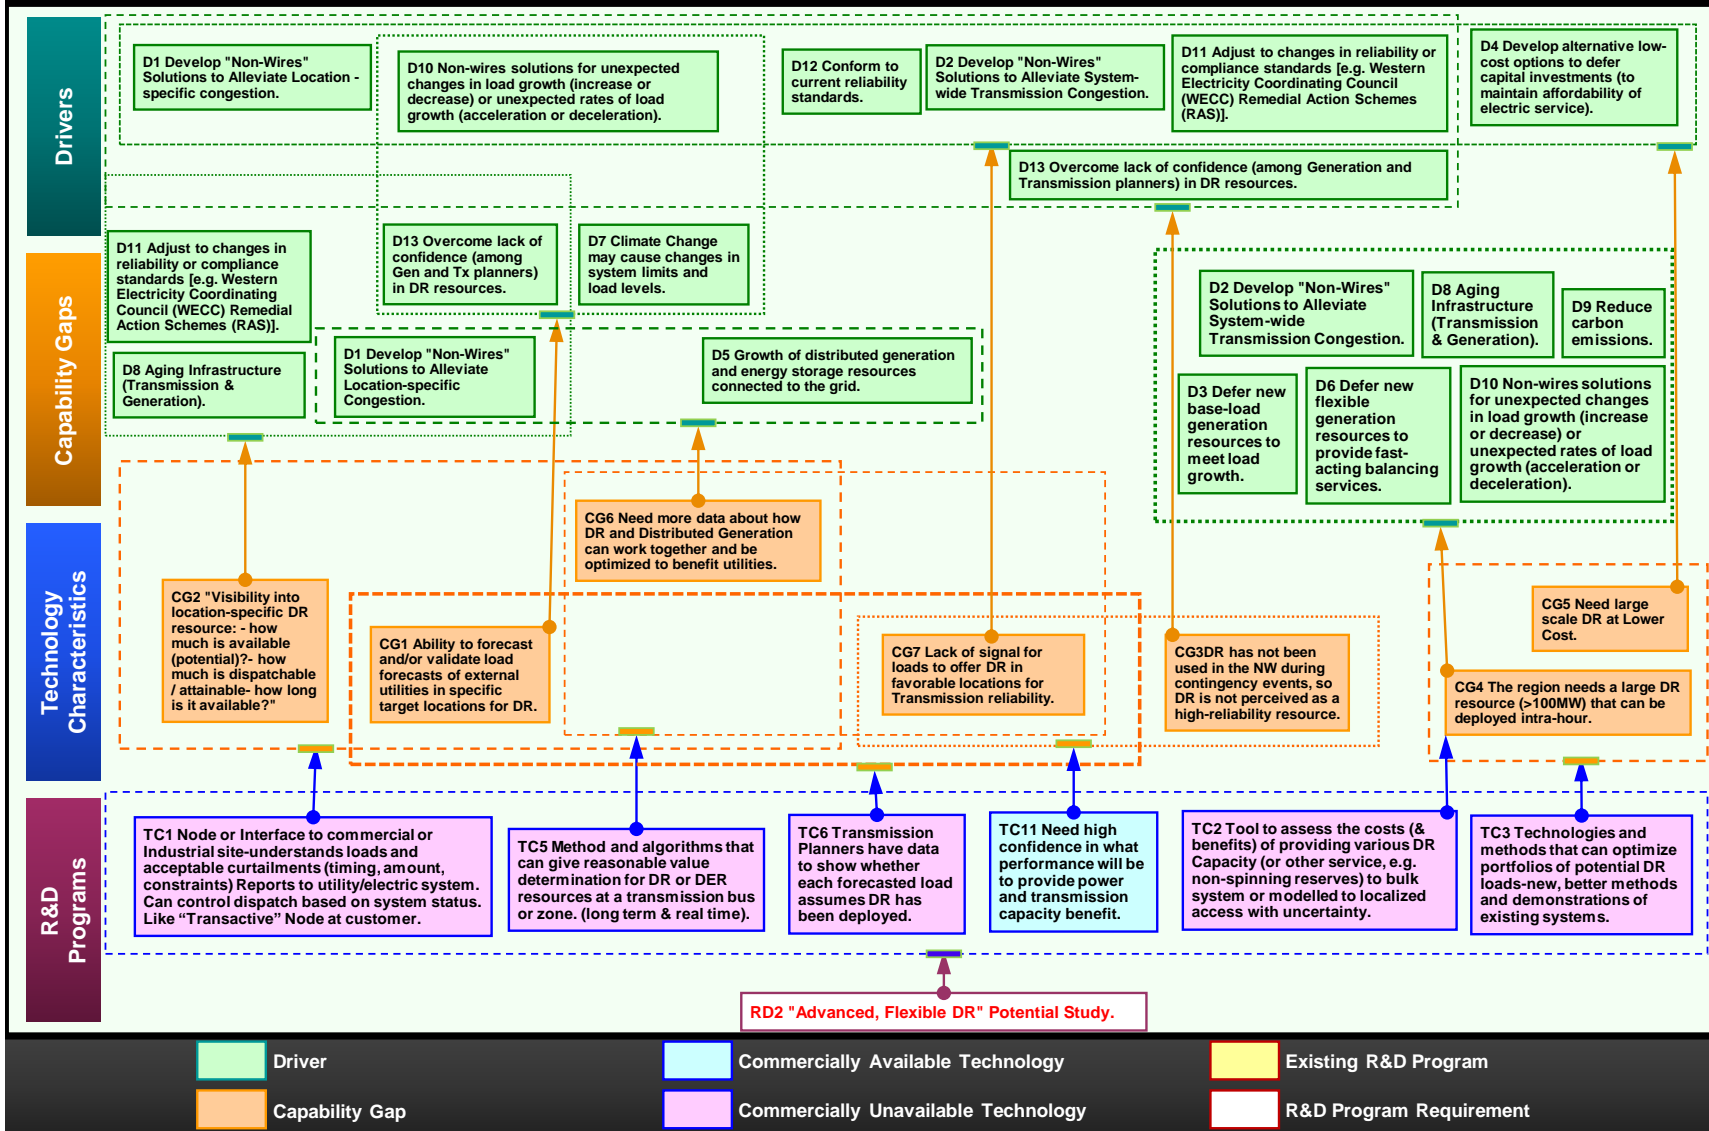 Drivers
D1 Develop "Non-Wires"
Solutions to Alleviate Location -
specific congestion.
D10 Non-wires solutions for unexpected
changes in load growth (increase or
decrease) or unexpected rates of load
growth (acceleration or deceleration).
D12 Conform to
current reliability
standards.
D2 Develop "Non-Wires"
Solutions to Alleviate System-
wide Transmission Congestion.
D11 Adjust to changes in reliability or
compliance standards [e.g. Western
Electricity Coordinating Council
(WECC) Remedial Action Schemes
(RAS)].
D4 Develop alternative low-
cost options to defer
capital investments (to
maintain affordability of
electric service).
D13 Overcome lack of confidence (among Generation and
Transmission planners) in DR resources.
Capability Gaps
D11 Adjust to changes in
reliability or compliance
standards [e.g. Western
Electricity Coordinating
Council (WECC) Remedial
Action Schemes (RAS)].
D13 Overcome lack of
confidence (among
Gen and Tx planners)
in DR resources.
D7 Climate Change
may cause changes in
system limits and
load levels.
D8 Aging Infrastructure
(Transmission &
Generation).
D1 Develop "Non-Wires"
Solutions to Alleviate
Location-specific
Congestion.
D5 Growth of distributed generation
and energy storage resources
connected to the grid.
D2 Develop "Non-Wires"
Solutions to Alleviate
System-wide
Transmission Congestion.
D8 Aging
Infrastructure
(Transmission
& Generation).
D9 Reduce
carbon
emissions.
D3 Defer new
base-load
generation
resources to
meet load
growth.
D6 Defer new
flexible
generation
resources to
provide fast-
acting balancing
services.
D10 Non-wires solutions
for unexpected changes
in load growth (increase
or decrease) or
unexpected rates of load
growth (acceleration or
deceleration).
Technology
Characteristics
CG2 "Visibility into
location-specific DR
resource: - how
much is available
(potential)?- how
much is dispatchable
/ attainable- how long
is it available?"
CG1 Ability to forecast
and/or validate load
forecasts of external
utilities in specific
target locations for DR.
CG6 Need more data about how
DR and Distributed Generation
can work together and be
optimized to benefit utilities.
CG7 Lack of signal for
loads to offer DR in
favorable locations for
Transmission reliability.
CG3DR has not been
used in the NW during
contingency events, so
DR is not perceived as a
high-reliability resource.
CG5 Need large
scale DR at Lower
Cost.
CG4 The region needs a large DR
resource (>100MW) that can be
deployed intra-hour.
R&D
Programs
TC1 Node or Interface to commercial or
Industrial site-understands loads and
acceptable curtailments (timing, amount,
constraints) Reports to utility/electric system.
Can control dispatch based on system status.
Like “Transactive” Node at customer.
TC5 Method and algorithms that
can give reasonable value
determination for DR or DER
resources at a transmission bus
or zone. (long term & real time).
TC6 Transmission
Planners have data
to show whether
each forecasted load
assumes DR has
been deployed.
TC11 Need high
confidence in what
performance will be
to provide power
and transmission
capacity benefit.
TC2 Tool to assess the costs (&
benefits) of providing various DR
Capacity (or other service, e.g.
non-spinning reserves) to bulk
system or modelled to localized
access with uncertainty.
TC3 Technologies and
methods that can optimize
portfolios of potential DR
loads-new, better methods
and demonstrations of
existing systems.
RD2 "Advanced, Flexible DR" Potential Study.
Driver
Commercially Available Technology
Existing R&D Program
Capability Gap
Commercially Unavailable Technology
R&D Program Requirement